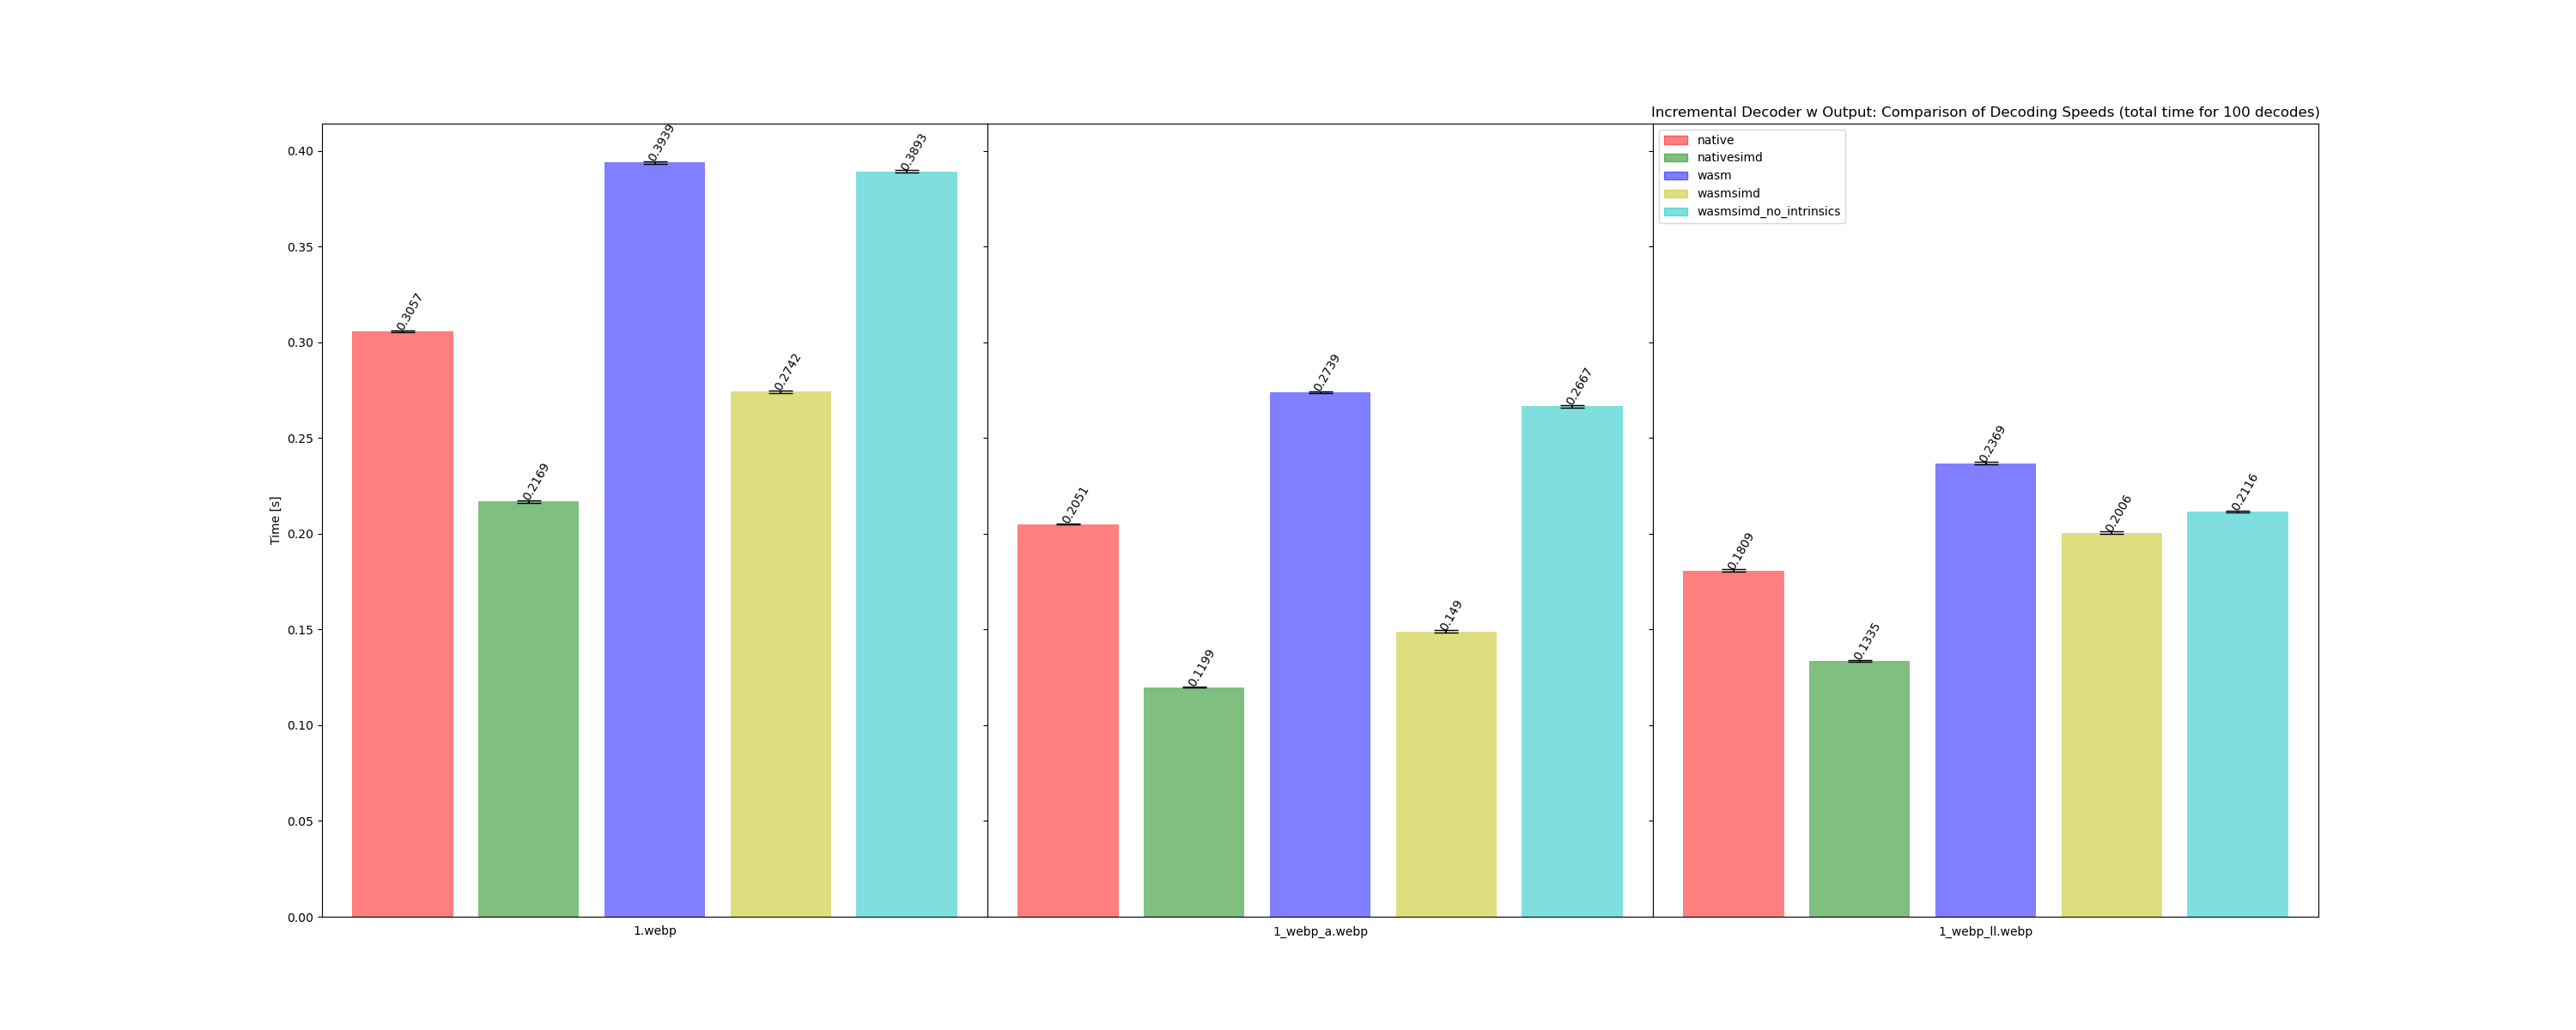 Incremental Decoder w Output: Comparison of Decoding Speeds (total time for 100 decodes)
native
nativesimd
wasm
wasmsimd
wasmsimd_no_intrinsics
Time [s]
0.40
0.35
0.30
0.25
0.20
0.15
0.10
0.05
0.00
0.3057
0.2169
0.3939
0.2742
0.3893
1.webp
0.2051
0.1199
0.2739
0.149
0.2667
1_webp_a.webp
0.1809
0.1335
0.2369
0.2006
0.2116
1_webp_ll.webp